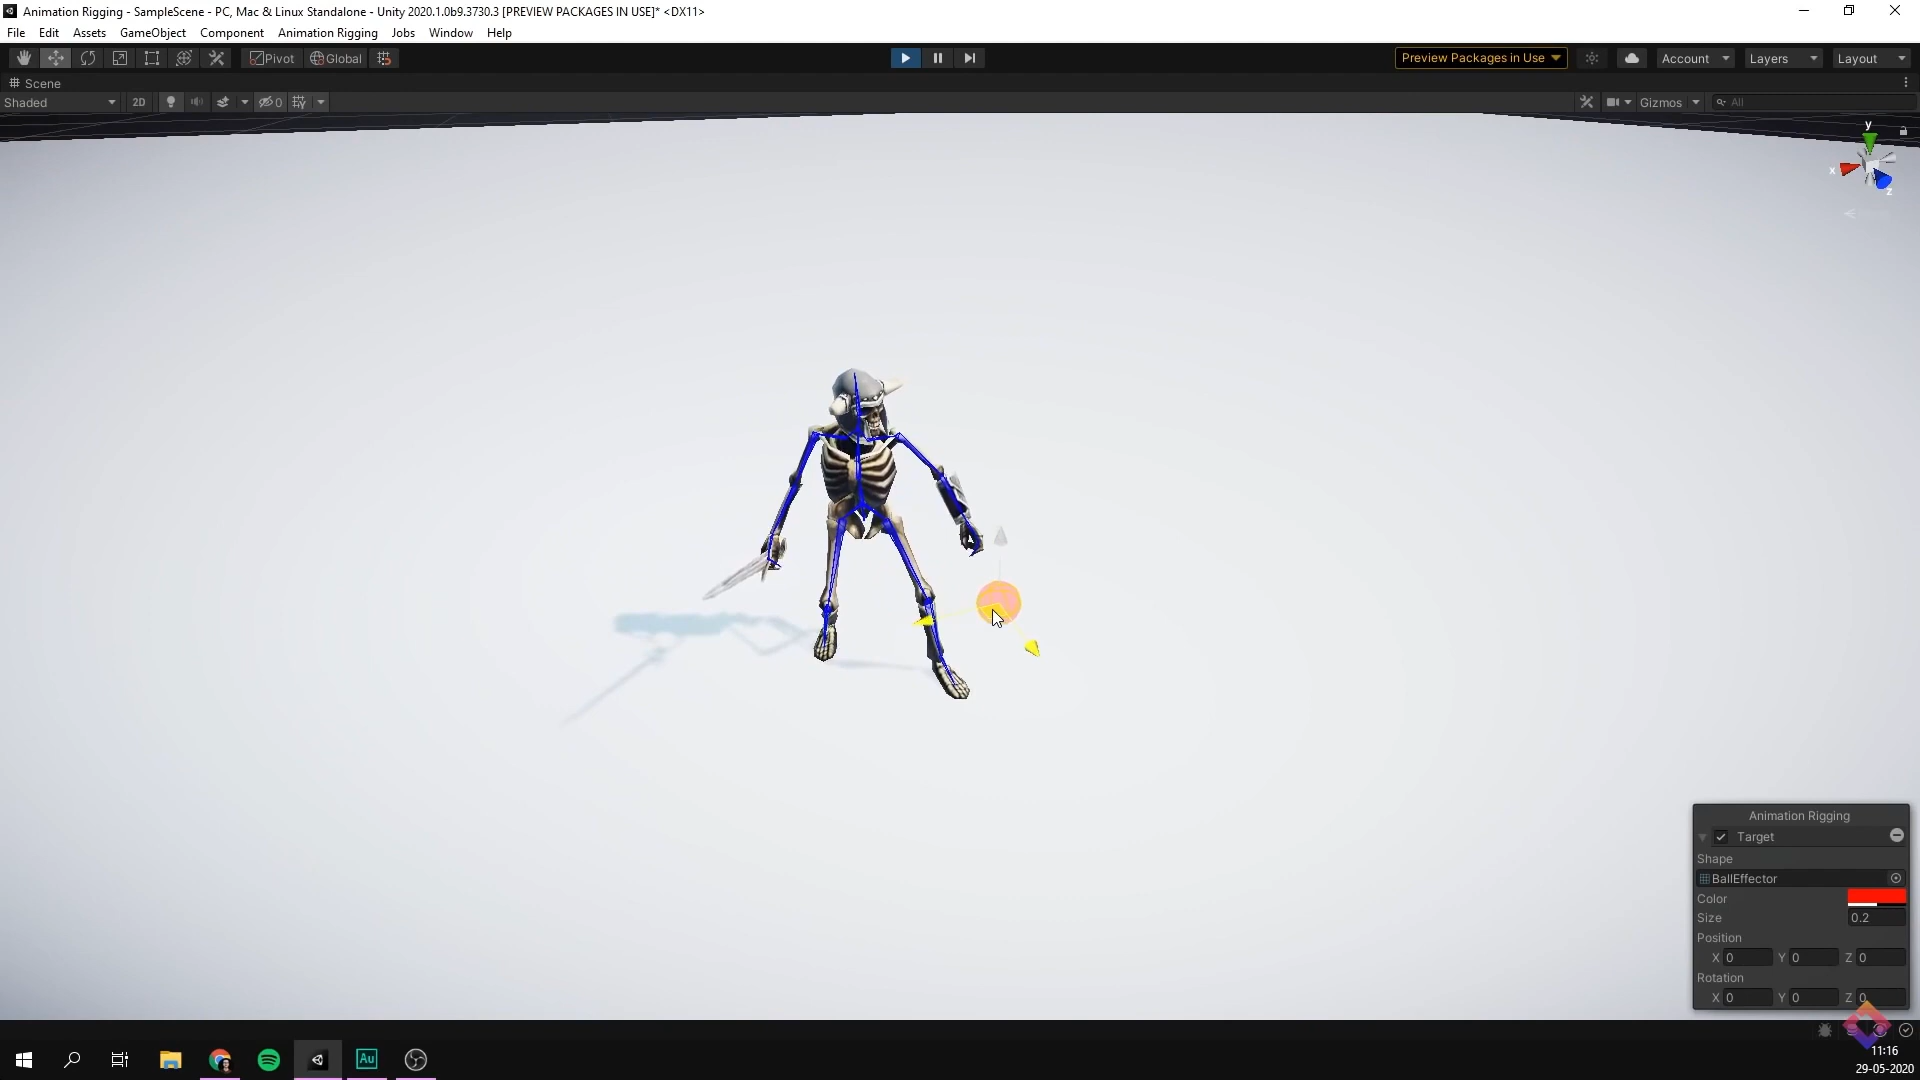 Animation Rigging - SampleScene - PC, Mac & Linux Standalone - Unity 2020.1.0b9.3730.3 [PREVIEW PACKAGES IN USE]* <DX11>
File Edit Assets GameObject Component Animation Rigging Jobs Window Help
Pivot Global Preview Packages in Use Account Layers Layout
Scene
Shaded 2D 0 Gizmos All
y
x
z
Animation Rigging
Target
Shape
BallEffector
Color
Size 0.2
Position
X 0 Y 0 Z 0
Rotation
X 0 Y 0 Z 0
Au
11:16
29-05-2020